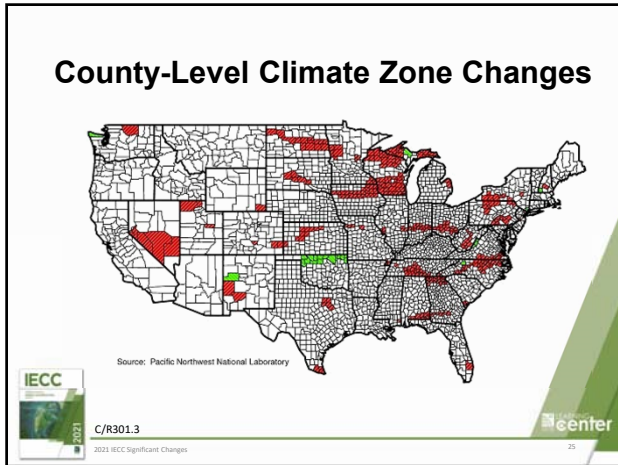 County-Level Climate Zone Changes
Source: Pacific Northwest National Laboratory
IECC
2021
C/R301.3
LEARNING
center
2021 IECC Significant Changes
25